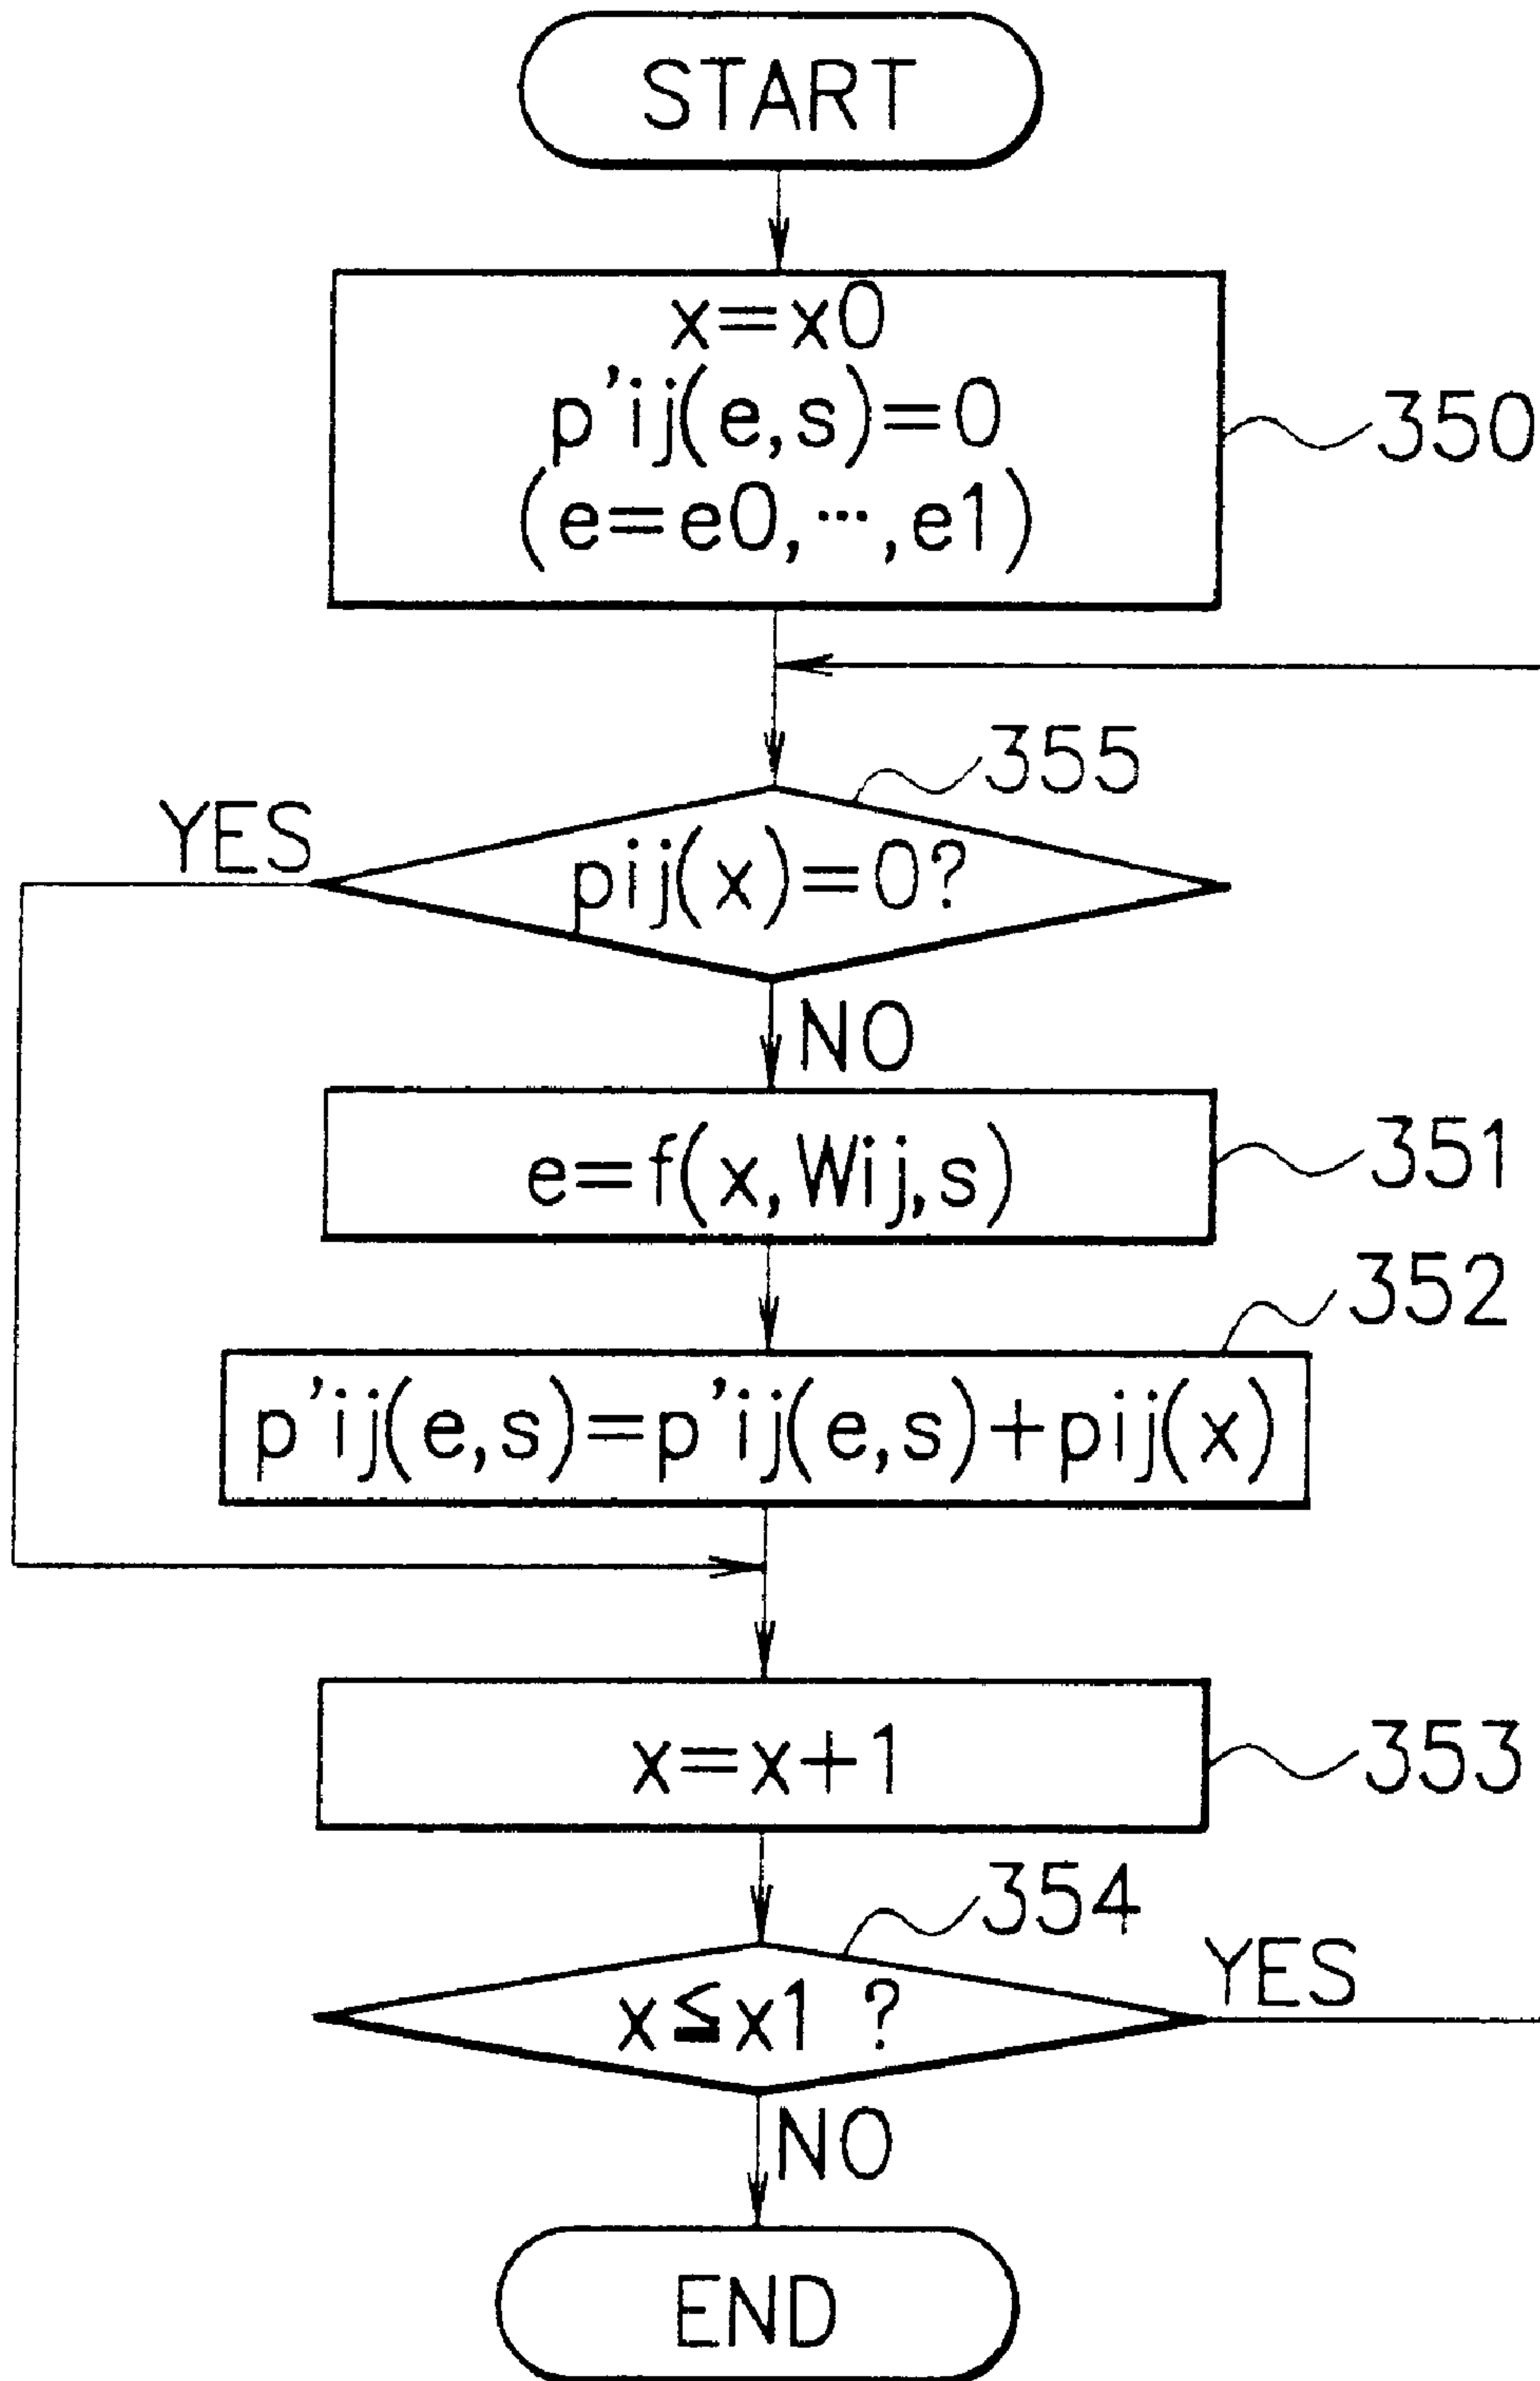 START
x=x0
p'ij(e,s)=0
(e=e0,⋯,e1)
350
355
YES
pij(x)=0?
NO
e=f(x,Wij,s)
351
352
p'ij(e,s)=p'ij(e,s)+pij(x)
x=x+1
353
354
x≦x1 ?
YES
NO
END